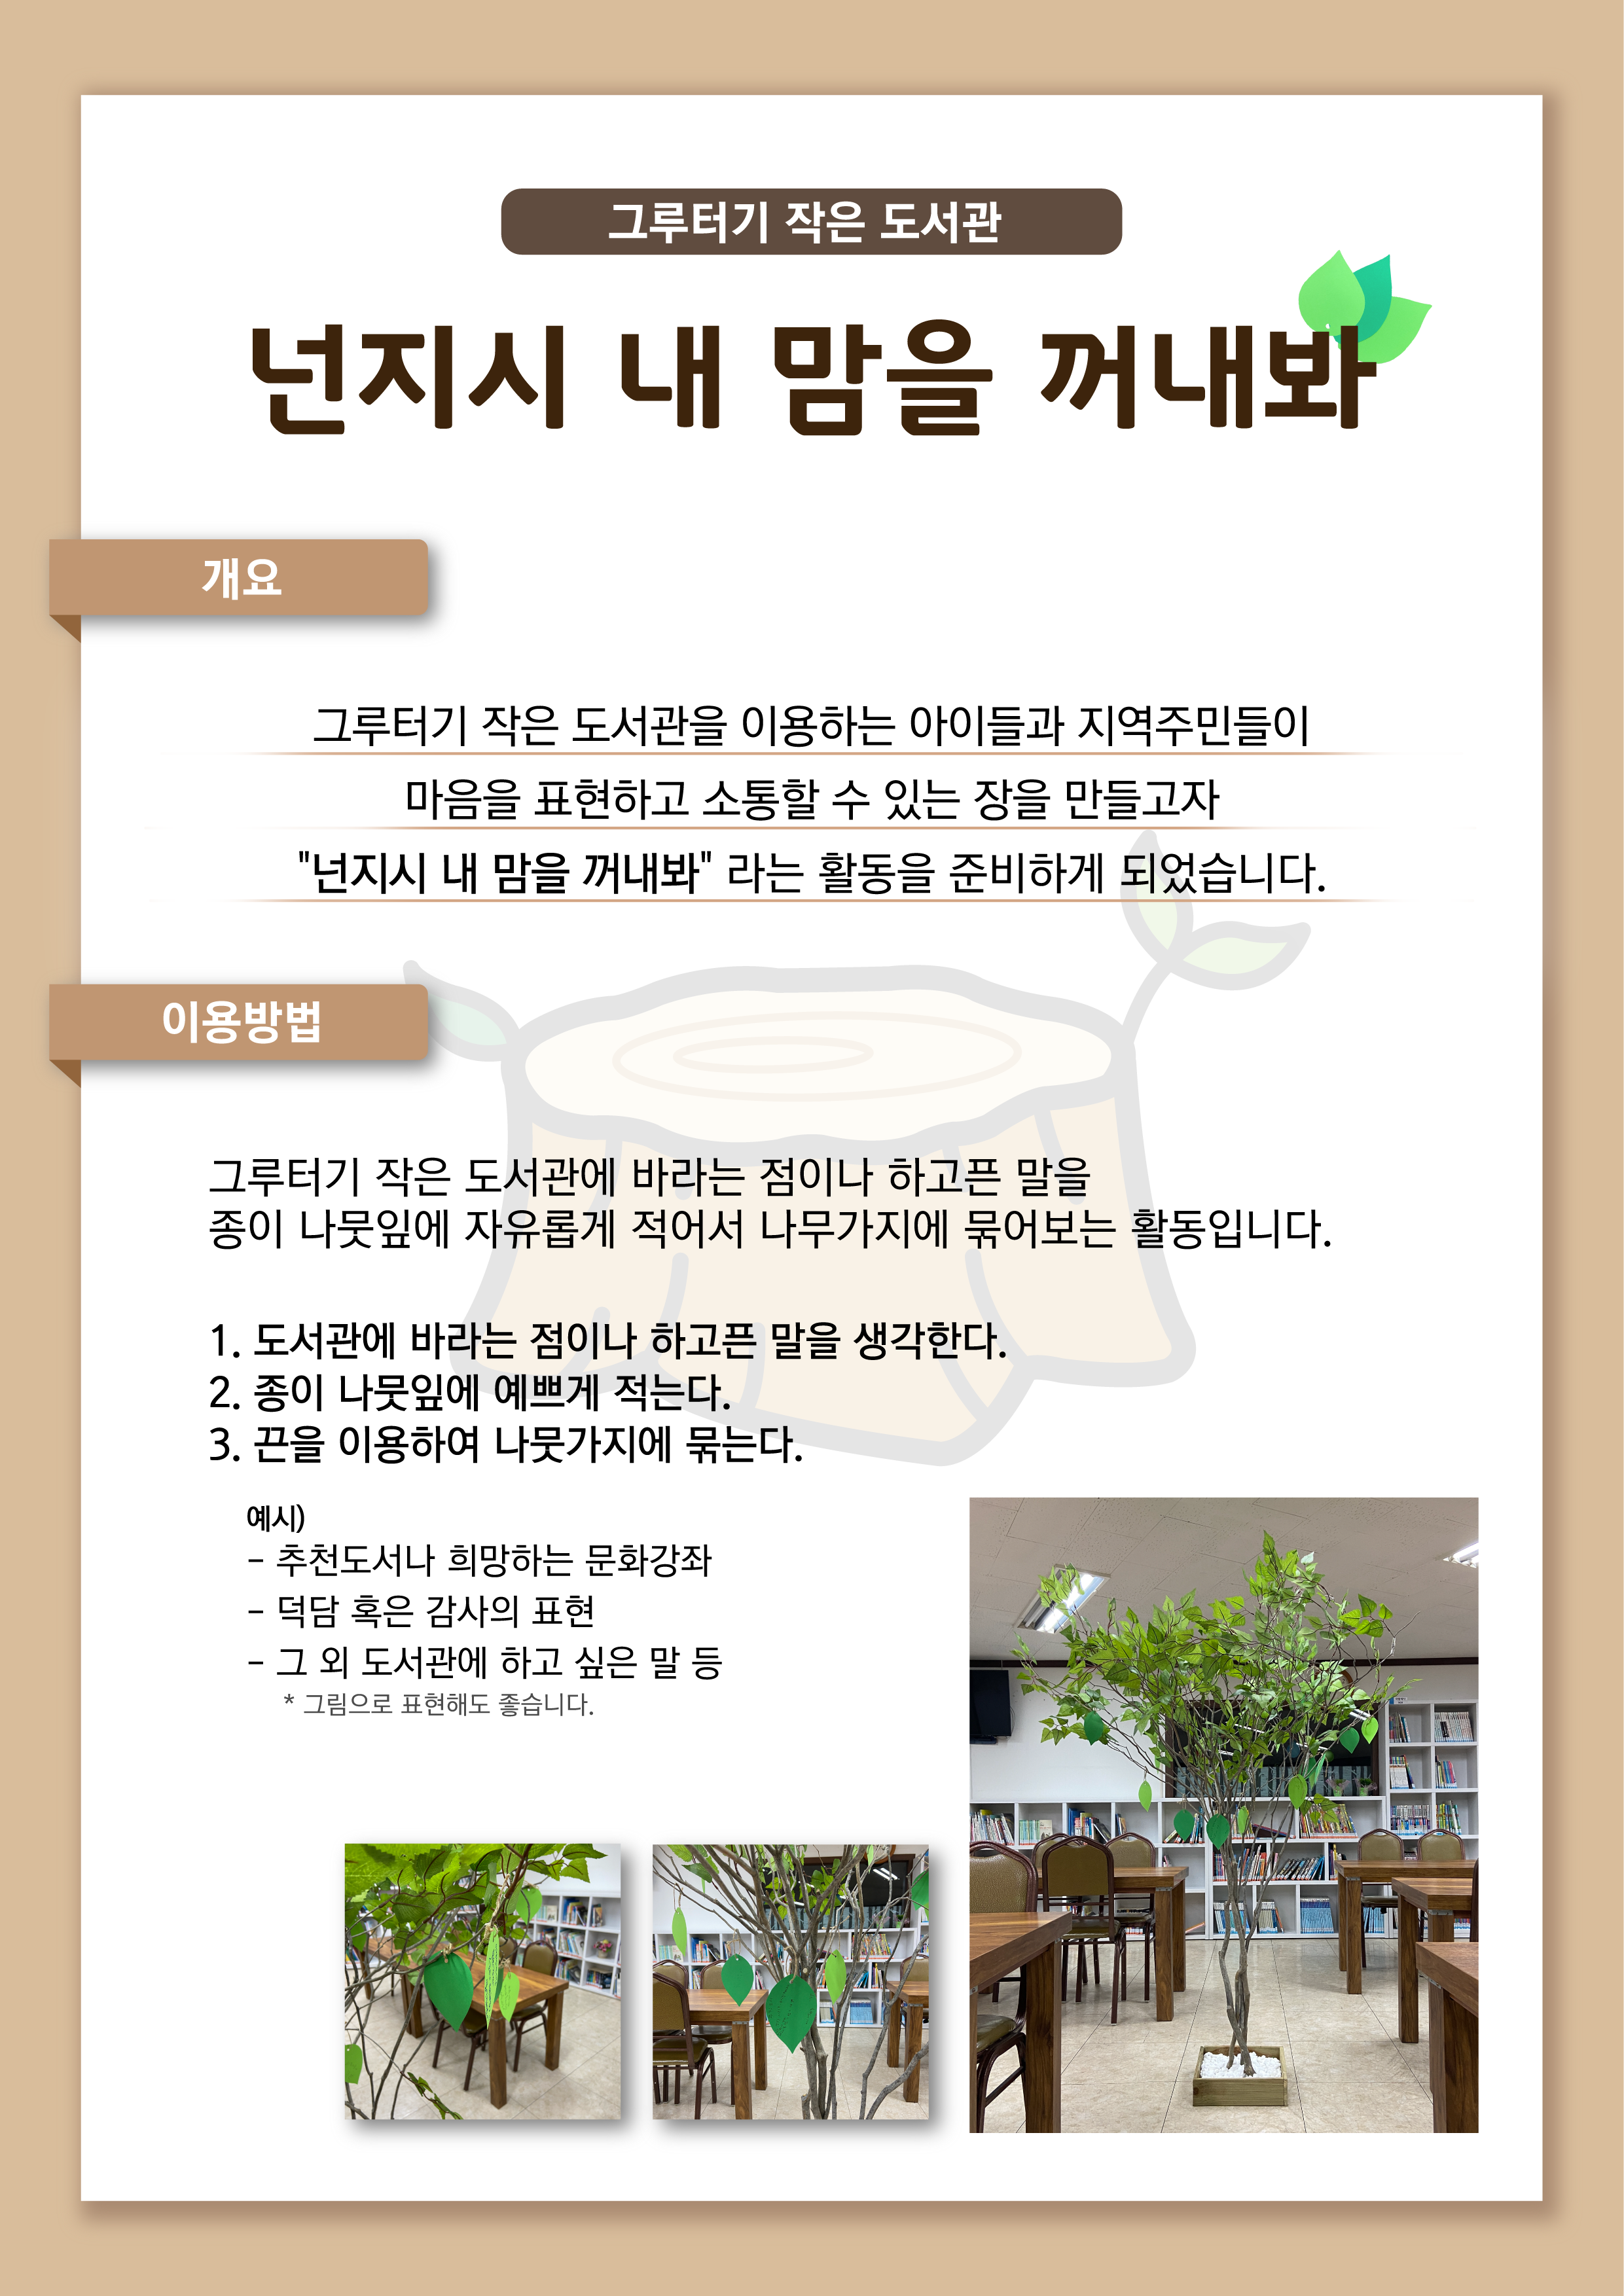 그루터기 작은 도서관
넌지시 내 맘을 꺼내봐
개요
그루터기 작은 도서관을 이용하는 아이들과 지역주민들이
마음을 표현하고 소통할 수 있는 장을 만들고자
"넌지시 내 맘을 꺼내봐" 라는 활동을 준비하게 되었습니다.
이용방법
그루터기 작은 도서관에 바라는 점이나 하고픈 말을
종이 나뭇잎에 자유롭게 적어서 나무가지에 묶어보는 활동입니다.
1. 도서관에 바라는 점이나 하고픈 말을 생각한다.
2. 종이 나뭇잎에 예쁘게 적는다.
3. 끈을 이용하여 나뭇가지에 묶는다.
예시)
- 추천도서나 희망하는 문화강좌
- 덕담 혹은 감사의 표현
- 그 외 도서관에 하고 싶은 말 등
* 그림으로 표현해도 좋습니다.